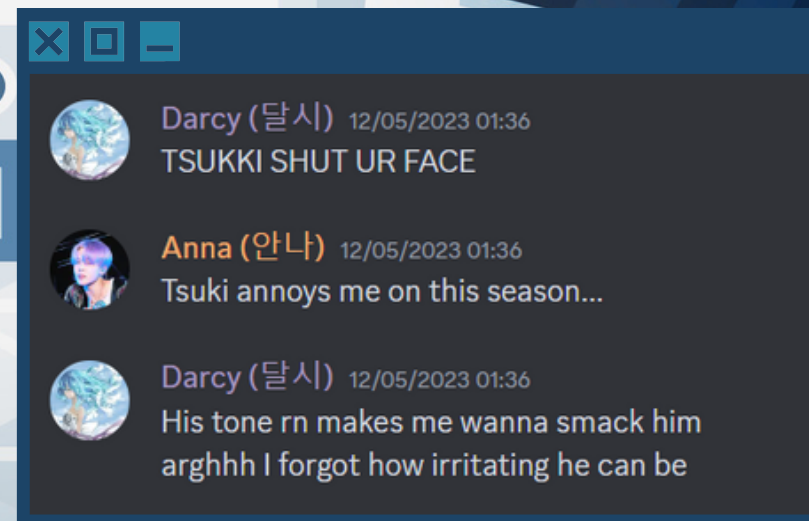 Darcy (달시) 12/05/2023 01:36
TSUKKI SHUT UR FACE
Anna (안나) 12/05/2023 01:36
Tsuki annoys me on this season...
Darcy (달시) 12/05/2023 01:36
His tone rn makes me wanna smack him
arghhh I forgot how irritating he can be